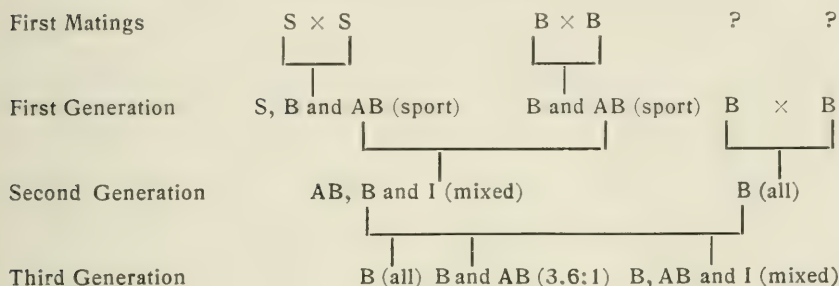 First Matings S × S B × B ? ?
First Generation S, B and AB (sport) B and AB (sport) B × B
Second Generation AB, B and I (mixed) B (all)
Third Generation B (all) B and AB (3.6:1) B, AB and I (mixed)